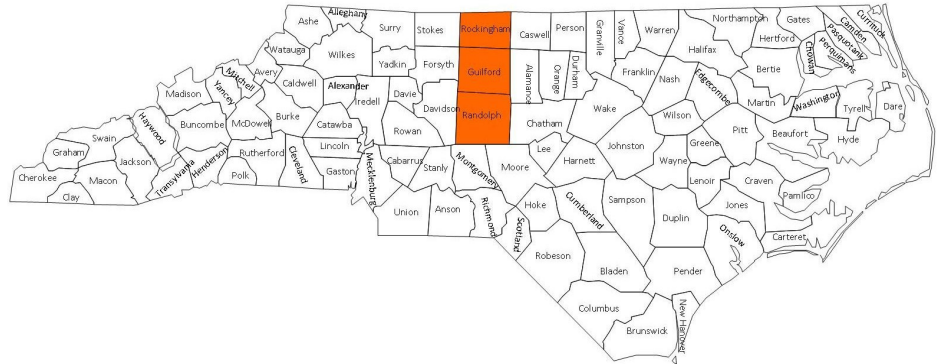 Ashe
Alleghany
Surry
Stokes
Rockingham
Caswell
Person
Granville
Vance
Warren
Northampton
Gates
Currituck
Camden
Pasquotank
Perquimans
Chowan
Hertford
Halifax
Watauga
Wilkes
Yadkin
Forsyth
Guilford
Alamance
Orange
Durham
Franklin
Nash
Edgecombe
Bertie
Madison
Yancey
Mitchell
Avery
Caldwell
Alexander
Iredell
Davie
Davidson
Randolph
Chatham
Wake
Wilson
Martin
Washington
Tyrell
Dare
Swain
Haywood
Buncombe
McDowell
Burke
Catawba
Rowan
Lee
Johnston
Greene
Pitt
Beaufort
Hyde
Graham
Jackson
Rutherford
Cleveland
Lincoln
Cabarrus
Stanly
Montgomery
Moore
Harnett
Wayne
Lenoir
Craven
Pamlico
Cherokee
Macon
Transylvania
Henderson
Polk
Gaston
Mecklenburg
Clay
Union
Anson
Richmond
Scotland
Hoke
Cumberland
Sampson
Duplin
Jones
Onslow
Carteret
Robeson
Bladen
Pender
Columbus
Brunswick
New Hanover